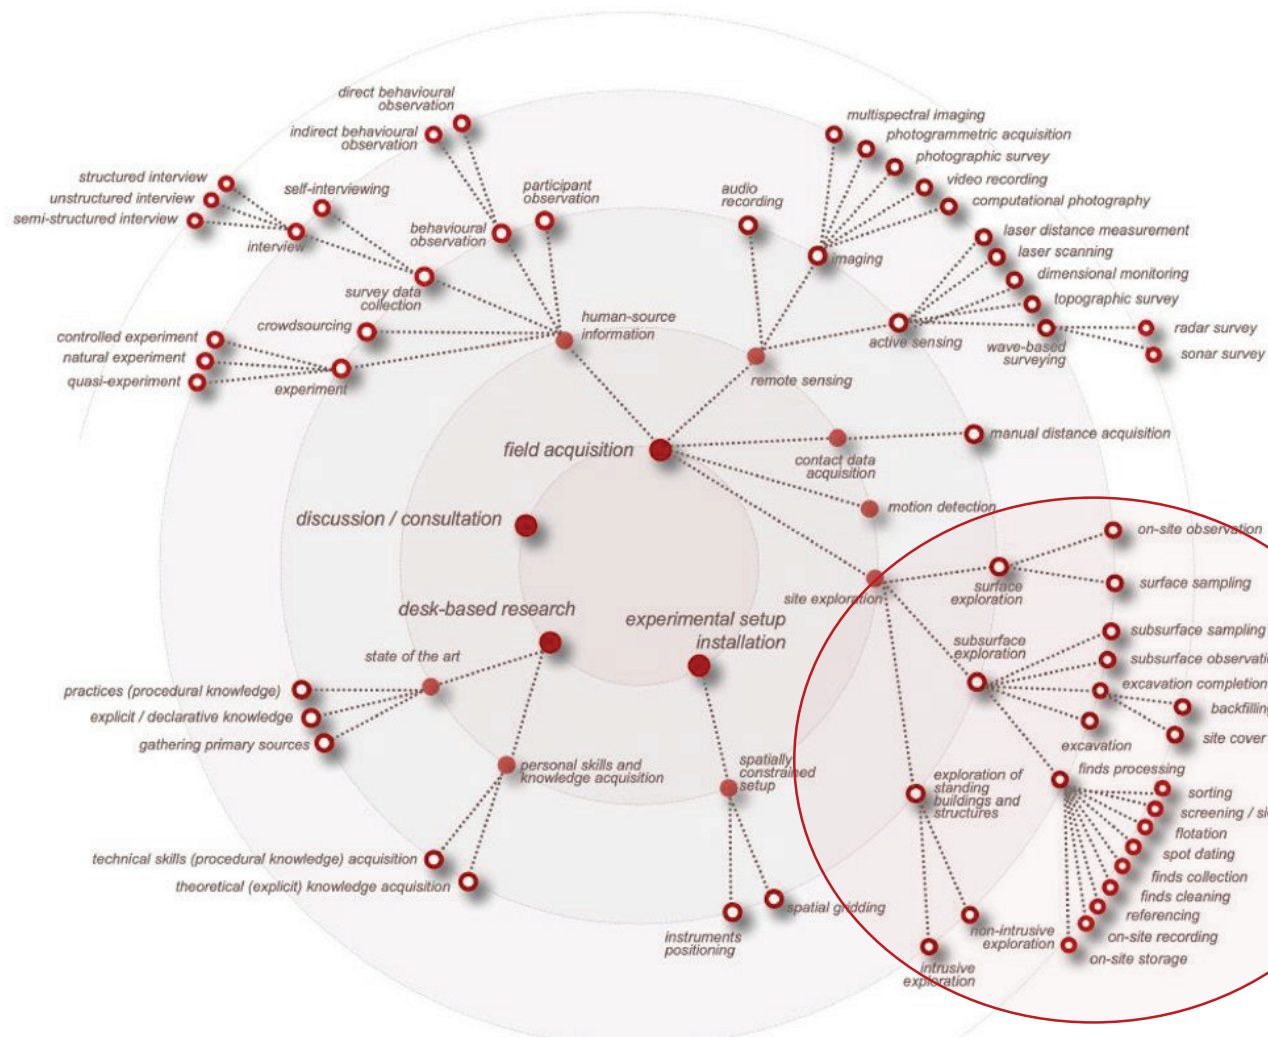 direct behavioural
observation
indirect behavioural
observation
structured interview
unstructured interview
semi-structured interview
self-interviewing
interview
participant
observation
behavioural
observation
survey data
collection
crowdsourcing
controlled experiment
natural experiment
quasi-experiment
experiment
human-source
information
audio
recording
multispectral imaging
photogrammetric acquisition
photographic survey
video recording
computational photography
imaging
laser distance measurement
laser scanning
dimensional monitoring
topographic survey
active sensing
wave-based
surveying
radar survey
sonar survey
remote sensing
field acquisition
contact data
acquisition
manual distance acquisition
motion detection
discussion / consultation
on-site observation
surface
exploration
surface sampling
site exploration
desk-based research
experimental setup
installation
state of the art
practices (procedural knowledge)
explicit / declarative knowledge
gathering primary sources
personal skills and
knowledge acquisition
technical skills (procedural knowledge) acquisition
theoretical (explicit) knowledge acquisition
spatially
constrained
setup
instruments
positioning
spatial gridding
subsurface
exploration
subsurface sampling
subsurface observatio
excavation completion
backfilling
site cover
excavation
finds processing
sorting
screening / si
flotation
spot dating
finds collection
finds cleaning
referencing
on-site recording
on-site storage
exploration of
standing
buildings and
structures
non-intrusive
exploration
intrusive
exploration